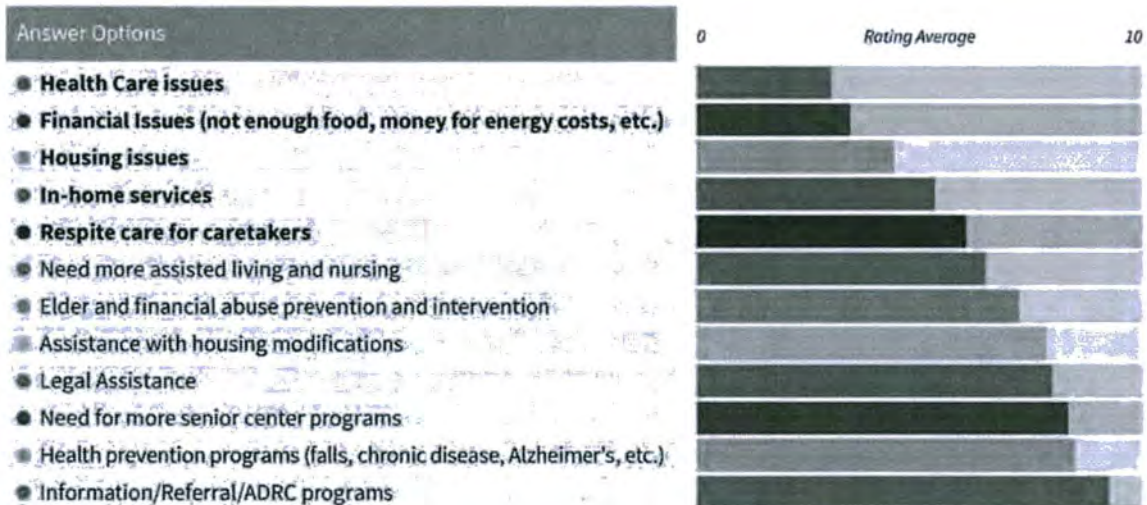 Answer Options
0 Rating Average 10
Health Care issues
Financial Issues (not enough food, money for energy costs, etc.)
Housing issues
In-home services
Respite care for caretakers
Need more assisted living and nursing
Elder and financial abuse prevention and intervention
Assistance with housing modifications
Legal Assistance
Need for more senior center programs
Health prevention programs (falls, chronic disease, Alzheimer's, etc.)
Information/Referral/ADRC programs